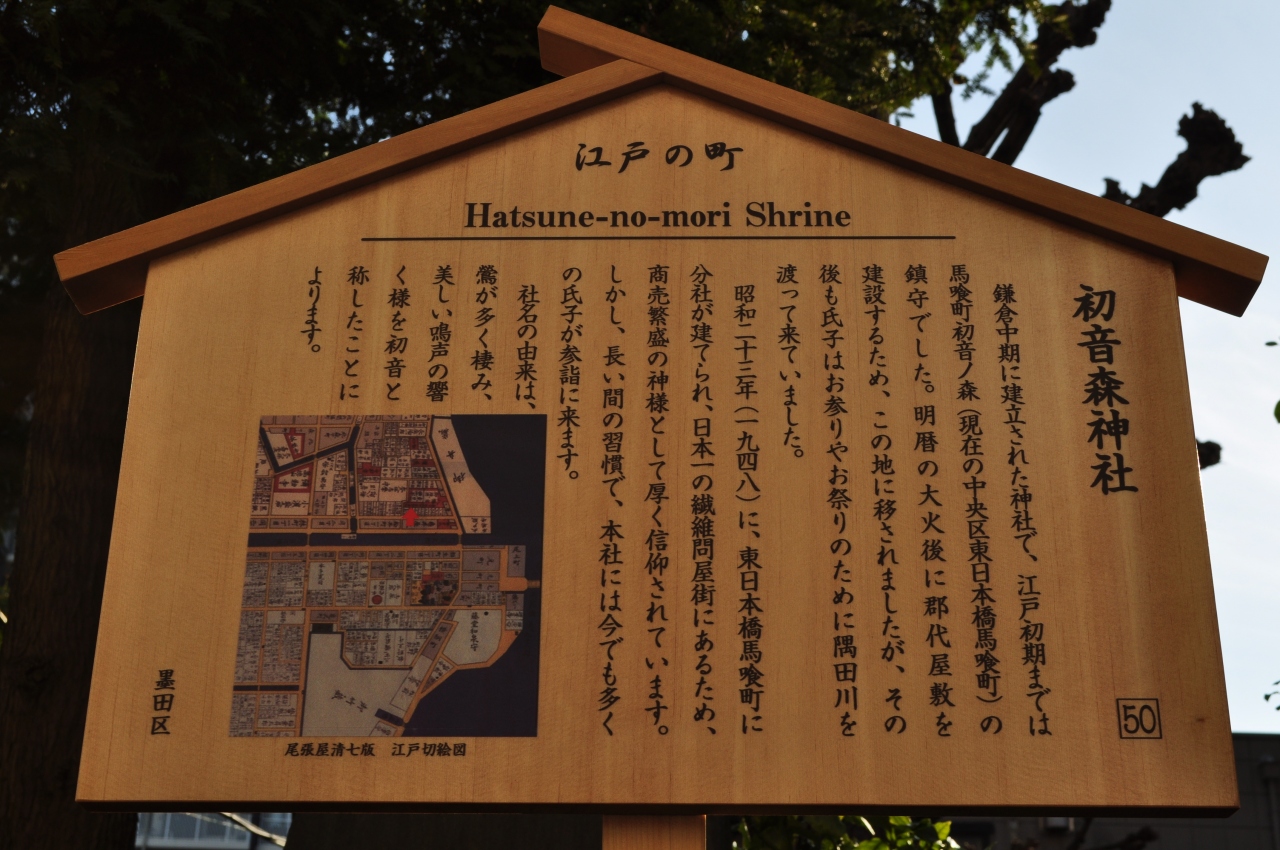 江戸の町
Hatsune-no-mori Shrine
初音森神社
鎌倉中期に建立された神社で、江戸初期までは
馬喰町初音ノ森(現在の中央区東日本橋馬喰町)の
鎮守でした。明暦の大火後に郡代屋敷を
建設するため、この地に移されましたが、その
後も氏子はお参りやお祭りのために隅田川を
渡って来ていました。
昭和二十三年(一九四八)に、東日本橋馬喰町に
分社が建てられ、日本一の繊維問屋街にあるため、
商売繁盛の神様として厚く信仰されています。
しかし、長い間の習慣で、本社には今でも多く
の氏子が参詣に来ます。
社名の由来は、
鶯が多く棲み、
美しい鳴声の響
く様を初音と
称したことに
よります。
尾張屋清七版 江戸切絵図
墨田区
50